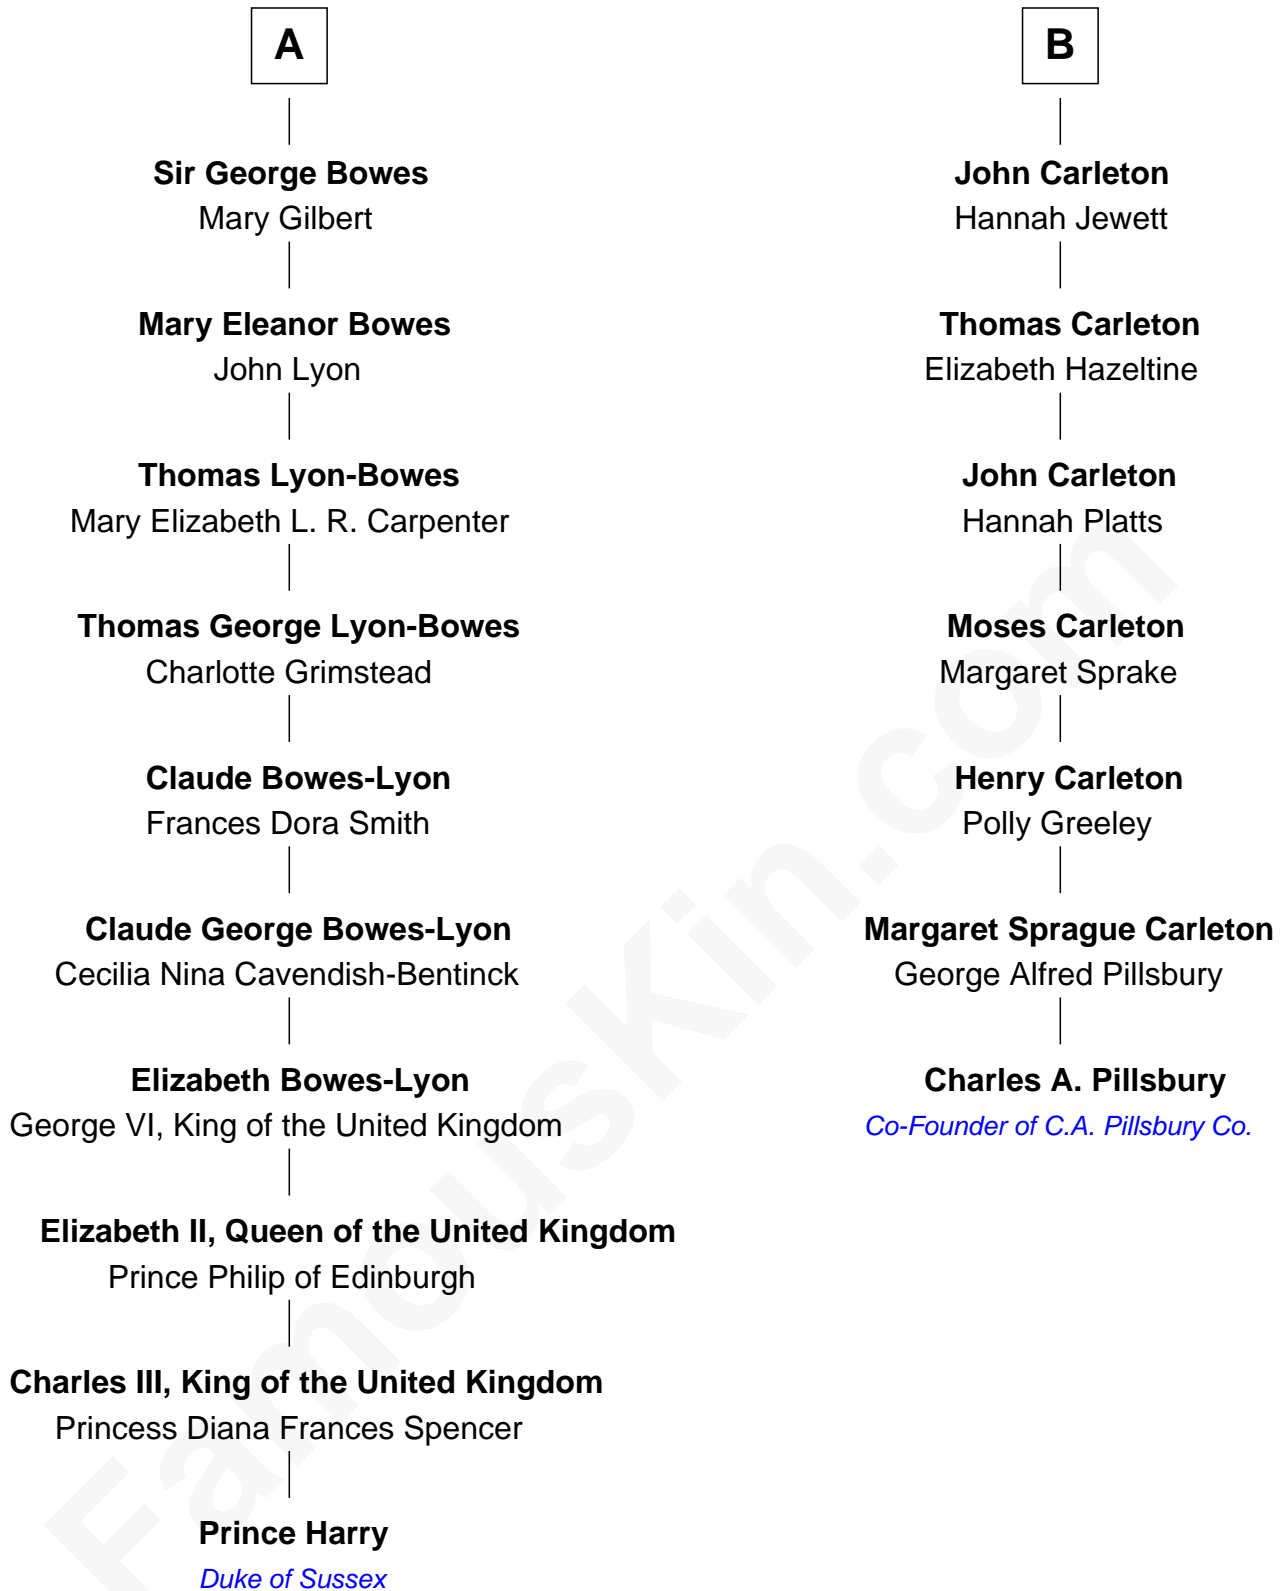 A
Sir George Bowes
Mary Gilbert
Mary Eleanor Bowes
John Lyon
Thomas Lyon-Bowes
Mary Elizabeth L. R. Carpenter
Thomas George Lyon-Bowes
Charlotte Grimstead
Claude Bowes-Lyon
Frances Dora Smith
Claude George Bowes-Lyon
Cecilia Nina Cavendish-Bentinck
Elizabeth Bowes-Lyon
George VI, King of the United Kingdom
Elizabeth II, Queen of the United Kingdom
Prince Philip of Edinburgh
Charles III, King of the United Kingdom
Princess Diana Frances Spencer
Prince Harry
Duke of Sussex
B
John Carleton
Hannah Jewett
Thomas Carleton
Elizabeth Hazeltine
John Carleton
Hannah Platts
Moses Carleton
Margaret Sprake
Henry Carleton
Polly Greeley
Margaret Sprague Carleton
George Alfred Pillsbury
Charles A. Pillsbury
Co-Founder of C.A. Pillsbury Co.
FamousKin.com